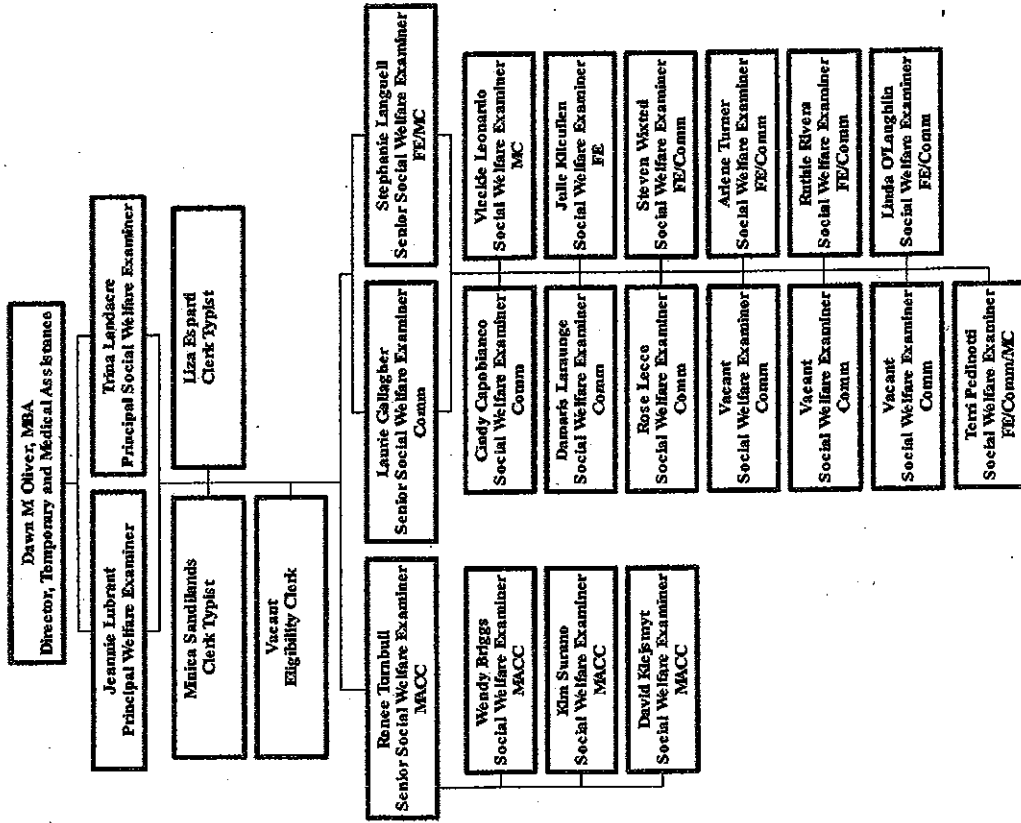 Dawn M Oliver, MBA
Director, Temporary and Medical Assistance
Jeannie Lubrant
Principal Welfare Examiner
Trina Landacre
Principal Social Welfare Examiner
Minica Sandilands
Clerk Typist
Liza Espard
Clerk Typist
Vacant
Eligibility Clerk
Renee Turnbull
Senior Social Welfare Examiner
MACC
Laurie Gallagher
Senior Social Welfare Examiner
Comm
Stephanie Languell
Senior Social Welfare Examiner
FE/MC
Wendy Briggs
Social Welfare Examiner
MACC
Kim Surano
Social Welfare Examiner
MACC
David Klejsmyt
Social Welfare Examiner
MACC
Cindy Capobianco
Social Welfare Examiner
Comm
Vicckie Leonardo
Social Welfare Examiner
MC
Damaris Laraunge
Social Welfare Examiner
Comm
Julie Kilcullen
Social Welfare Examiner
FE
Rose Lecce
Social Welfare Examiner
Comm
Steven Wixted
Social Welfare Examiner
FE/Comm
Vacant
Social Welfare Examiner
Comm
Arlene Turner
Social Welfare Examiner
FE/Comm
Vacant
Social Welfare Examiner
Comm
Ruthie Rivera
Social Welfare Examiner
FE/Comm
Vacant
Social Welfare Examiner
Comm
Linda O'Laughlin
Social Welfare Examiner
FE/Comm
Terri Pedinotti
Social Welfare Examiner
FE/Comm/MC